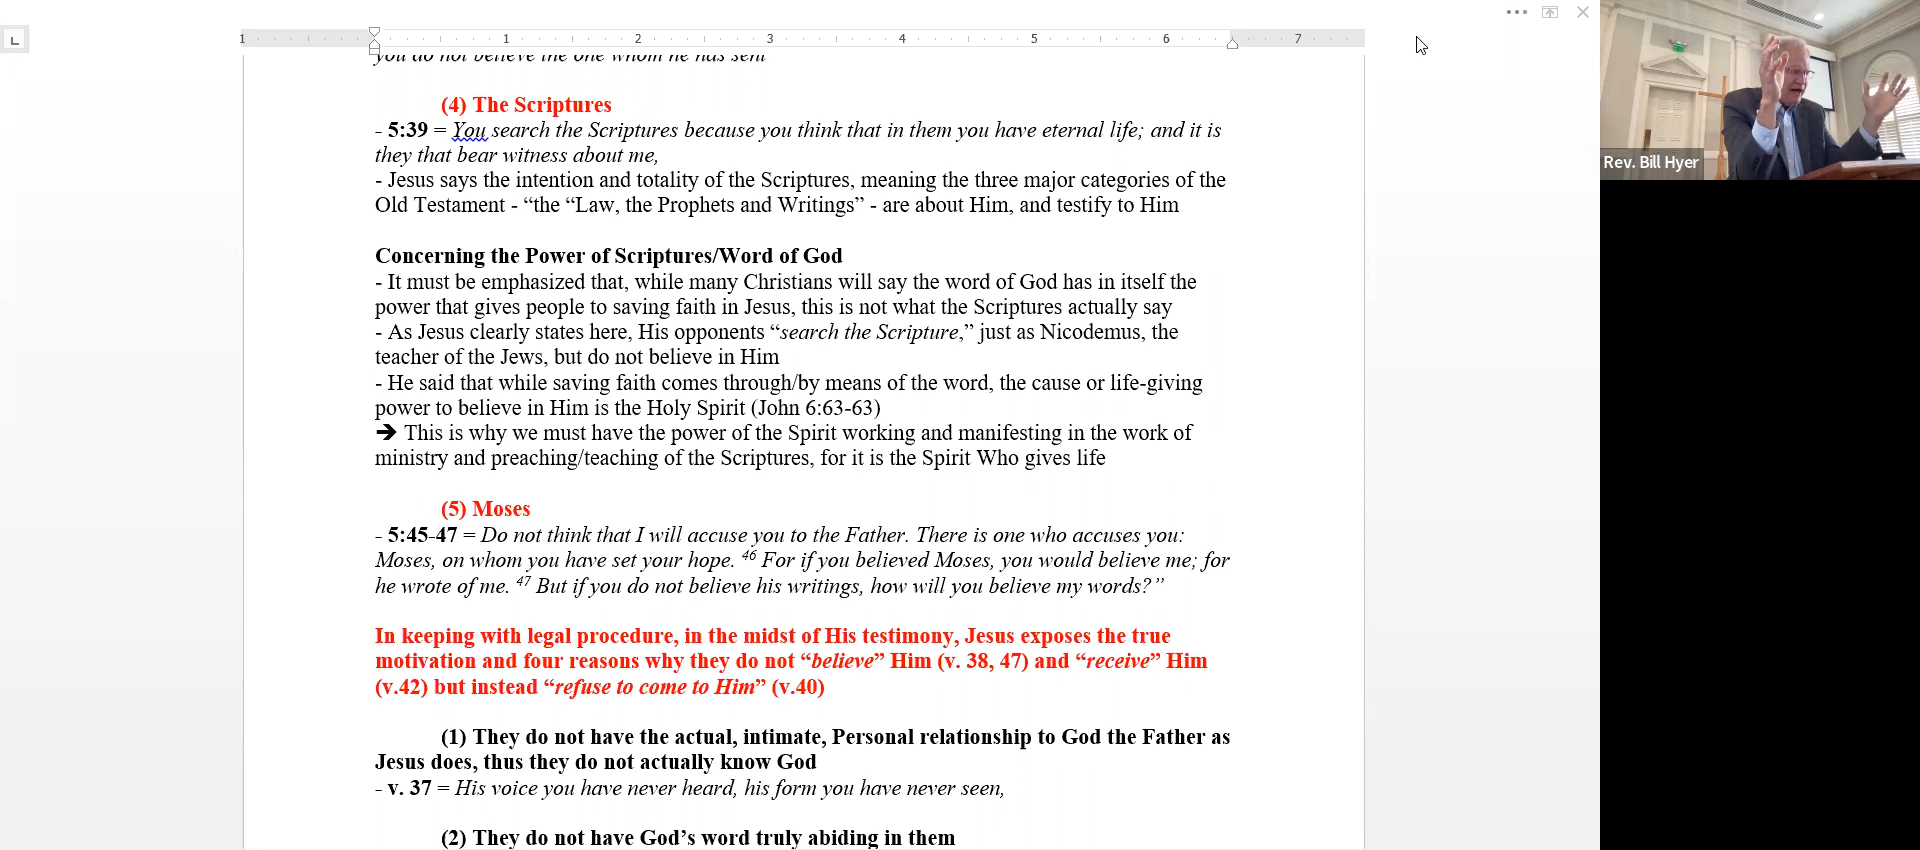 1 1 2 3 4 5 6 7
you do not believe the one whom he has sent
(4) The Scriptures
- 5:39 = You search the Scriptures because you think that in them you have eternal life; and it is
they that bear witness about me,
- Jesus says the intention and totality of the Scriptures, meaning the three major categories of the
Old Testament - “the “Law, the Prophets and Writings” - are about Him, and testify to Him
Concerning the Power of Scriptures/Word of God
- It must be emphasized that, while many Christians will say the word of God has in itself the
power that gives people to saving faith in Jesus, this is not what the Scriptures actually say
- As Jesus clearly states here, His opponents “search the Scripture,” just as Nicodemus, the
teacher of the Jews, but do not believe in Him
- He said that while saving faith comes through/by means of the word, the cause or life-giving
power to believe in Him is the Holy Spirit (John 6:63-63)
➔ This is why we must have the power of the Spirit working and manifesting in the work of
ministry and preaching/teaching of the Scriptures, for it is the Spirit Who gives life
(5) Moses
- 5:45-47 = Do not think that I will accuse you to the Father. There is one who accuses you:
Moses, on whom you have set your hope. 46 For if you believed Moses, you would believe me; for
he wrote of me. 47 But if you do not believe his writings, how will you believe my words?”
In keeping with legal procedure, in the midst of His testimony, Jesus exposes the true
motivation and four reasons why they do not “believe” Him (v. 38, 47) and “receive” Him
(v.42) but instead “refuse to come to Him” (v.40)
(1) They do not have the actual, intimate, Personal relationship to God the Father as
Jesus does, thus they do not actually know God
- v. 37 = His voice you have never heard, his form you have never seen,
(2) They do not have God’s word truly abiding in them
Rev. Bill Hyer